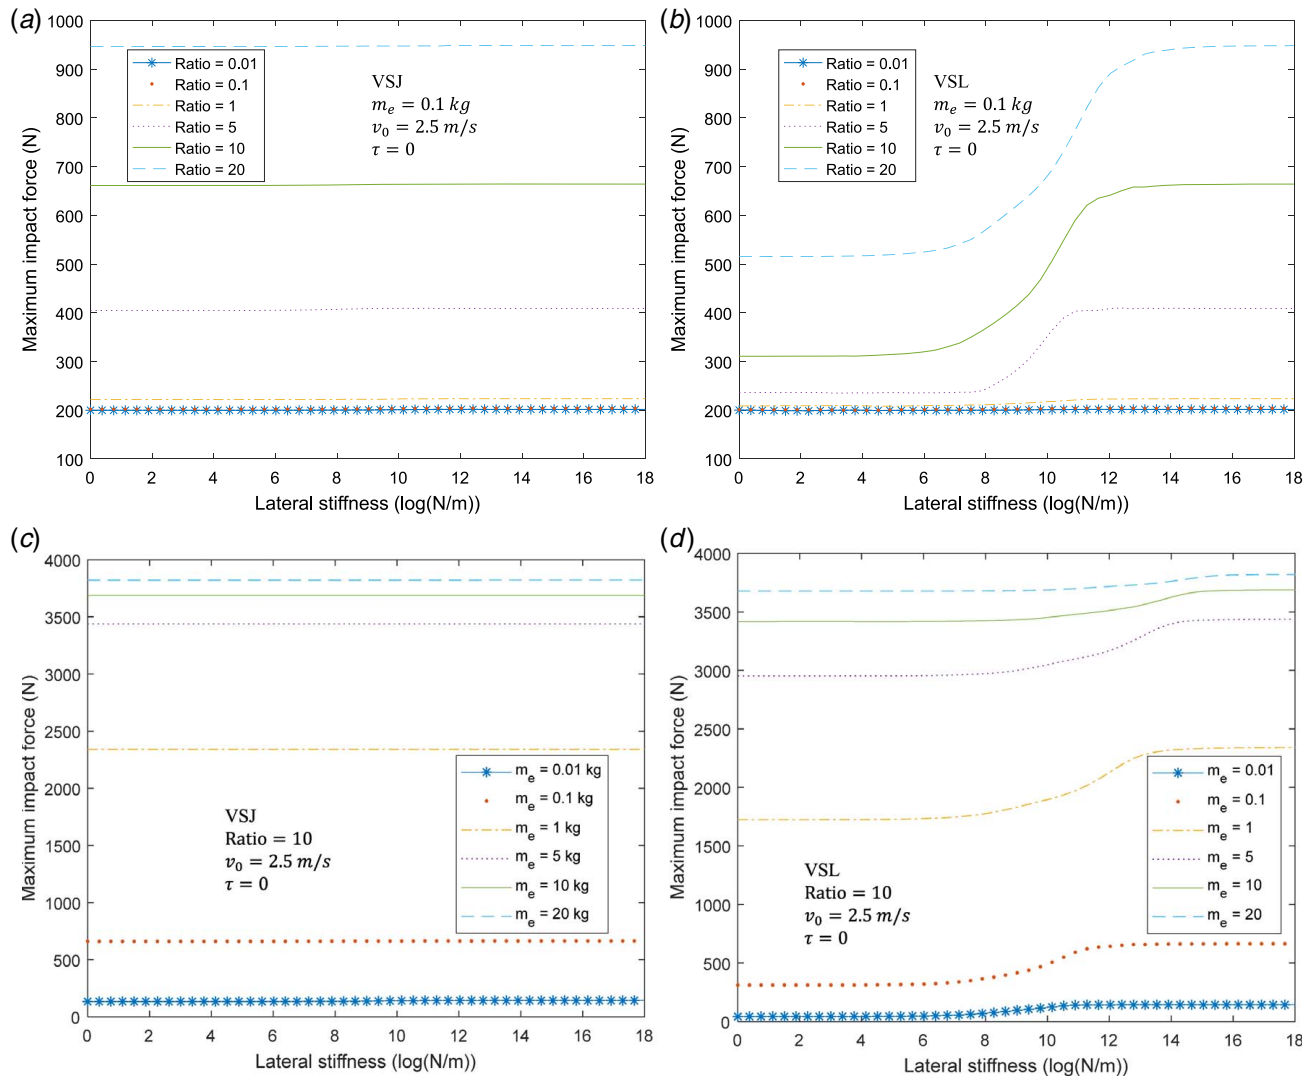 (a)
1000
900
800
700
600
500
400
300
200
100
Maximum impact force (N)
Ratio = 0.01
Ratio = 0.1
Ratio = 1
Ratio = 5
Ratio = 10
Ratio = 20
VSJ
m_e = 0.1 kg
v_0 = 2.5 m/s
τ = 0
0 2 4 6 8 10 12 14 16 18
Lateral stiffness (log(N/m))
(b)
1000
900
800
700
600
500
400
300
200
100
Maximum impact force (N)
Ratio = 0.01
Ratio = 0.1
Ratio = 1
Ratio = 5
Ratio = 10
Ratio = 20
VSL
m_e = 0.1 kg
v_0 = 2.5 m/s
τ = 0
0 2 4 6 8 10 12 14 16 18
Lateral stiffness (log(N/m))
(c)
4000
3500
3000
2500
2000
1500
1000
500
0
Maximum impact force (N)
VSJ
Ratio = 10
v_0 = 2.5 m/s
τ = 0
m_e = 0.01 kg
m_e = 0.1 kg
m_e = 1 kg
m_e = 5 kg
m_e = 10 kg
m_e = 20 kg
0 2 4 6 8 10 12 14 16 18
Lateral stiffness (log(N/m))
(d)
4000
3500
3000
2500
2000
1500
1000
500
0
Maximum impact force (N)
VSL
Ratio = 10
v_0 = 2.5 m/s
τ = 0
m_e = 0.01
m_e = 0.1
m_e = 1
m_e = 5
m_e = 10
m_e = 20
0 2 4 6 8 10 12 14 16 18
Lateral stiffness (log(N/m))